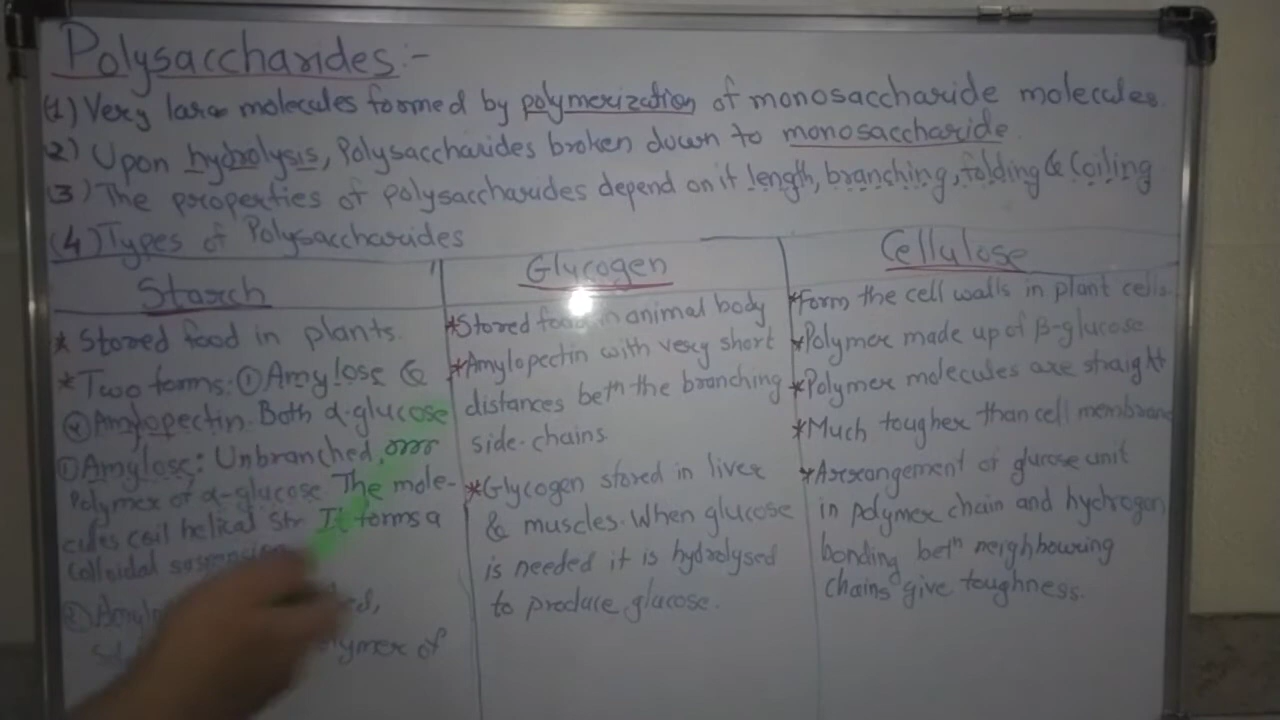 Polysaccharides:-
(1) Very large molecules formed by polymerization of monosaccharide molecules.
2) Upon hydrolysis, Polysaccharides broken down to monosaccharide.
(3) The properties of polysaccharides depend on it length, branching, folding & Coiling
(4) Types of Polysaccharides
Starch
* Stored food in plants.
* Two forms: ① Amylose &
② Amylopectin. Both α-glucose
① Amylose: Unbranched,
Polymer of α-glucose. The mole-
cules coil helical Str. It forms a
Colloidal
②
Polymer of
Glycogen
*Stored food in animal body
*Amylopectin with very short
distances betⁿ the branching
side-chains
*Glycogen stored in liver
& muscles. When glucose
is needed it is hydrolysed
to produce glucose.
Cellulose
*Form the cell walls in plant cells
*Polymer made up of β-glucose
*Polymer molecules are straight
*Much tougher than cell membrane
*Arrangement of glucose unit
in polymer chain and hydrogen
bonding betⁿ neighbouring
chains give toughness.